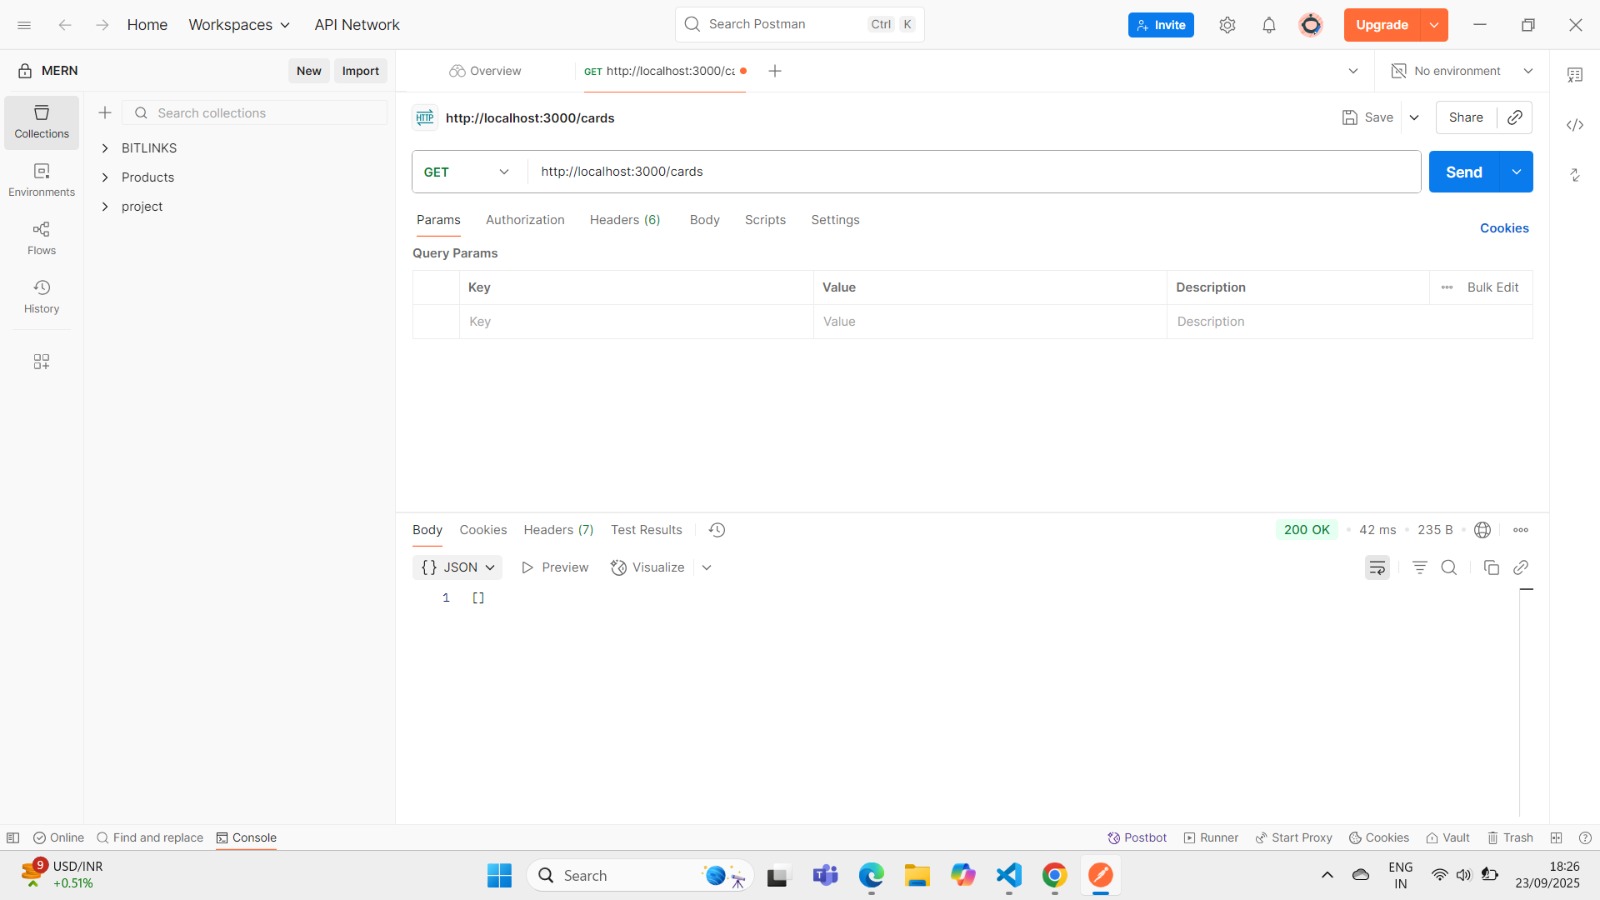 Home Workspaces API Network Search Postman Ctrl K Invite Upgrade
MERN New Import Overview GET http://localhost:3000/ca No environment
Collections Search collections HTTP http://localhost:3000/cards Save Share
BITLINKS
Products
project
Environments
Flows
History
GET http://localhost:3000/cards Send
Params Authorization Headers (6) Body Scripts Settings Cookies
Query Params
Key Value Description Bulk Edit
Key Value Description
Body Cookies Headers (7) Test Results 200 OK 42 ms 235 B
{} JSON Preview Visualize
1 []
Online Find and replace Console Postbot Runner Start Proxy Cookies Vault Trash
9 USD/INR
+0.51%
Search
ENG
IN
18:26
23/09/2025